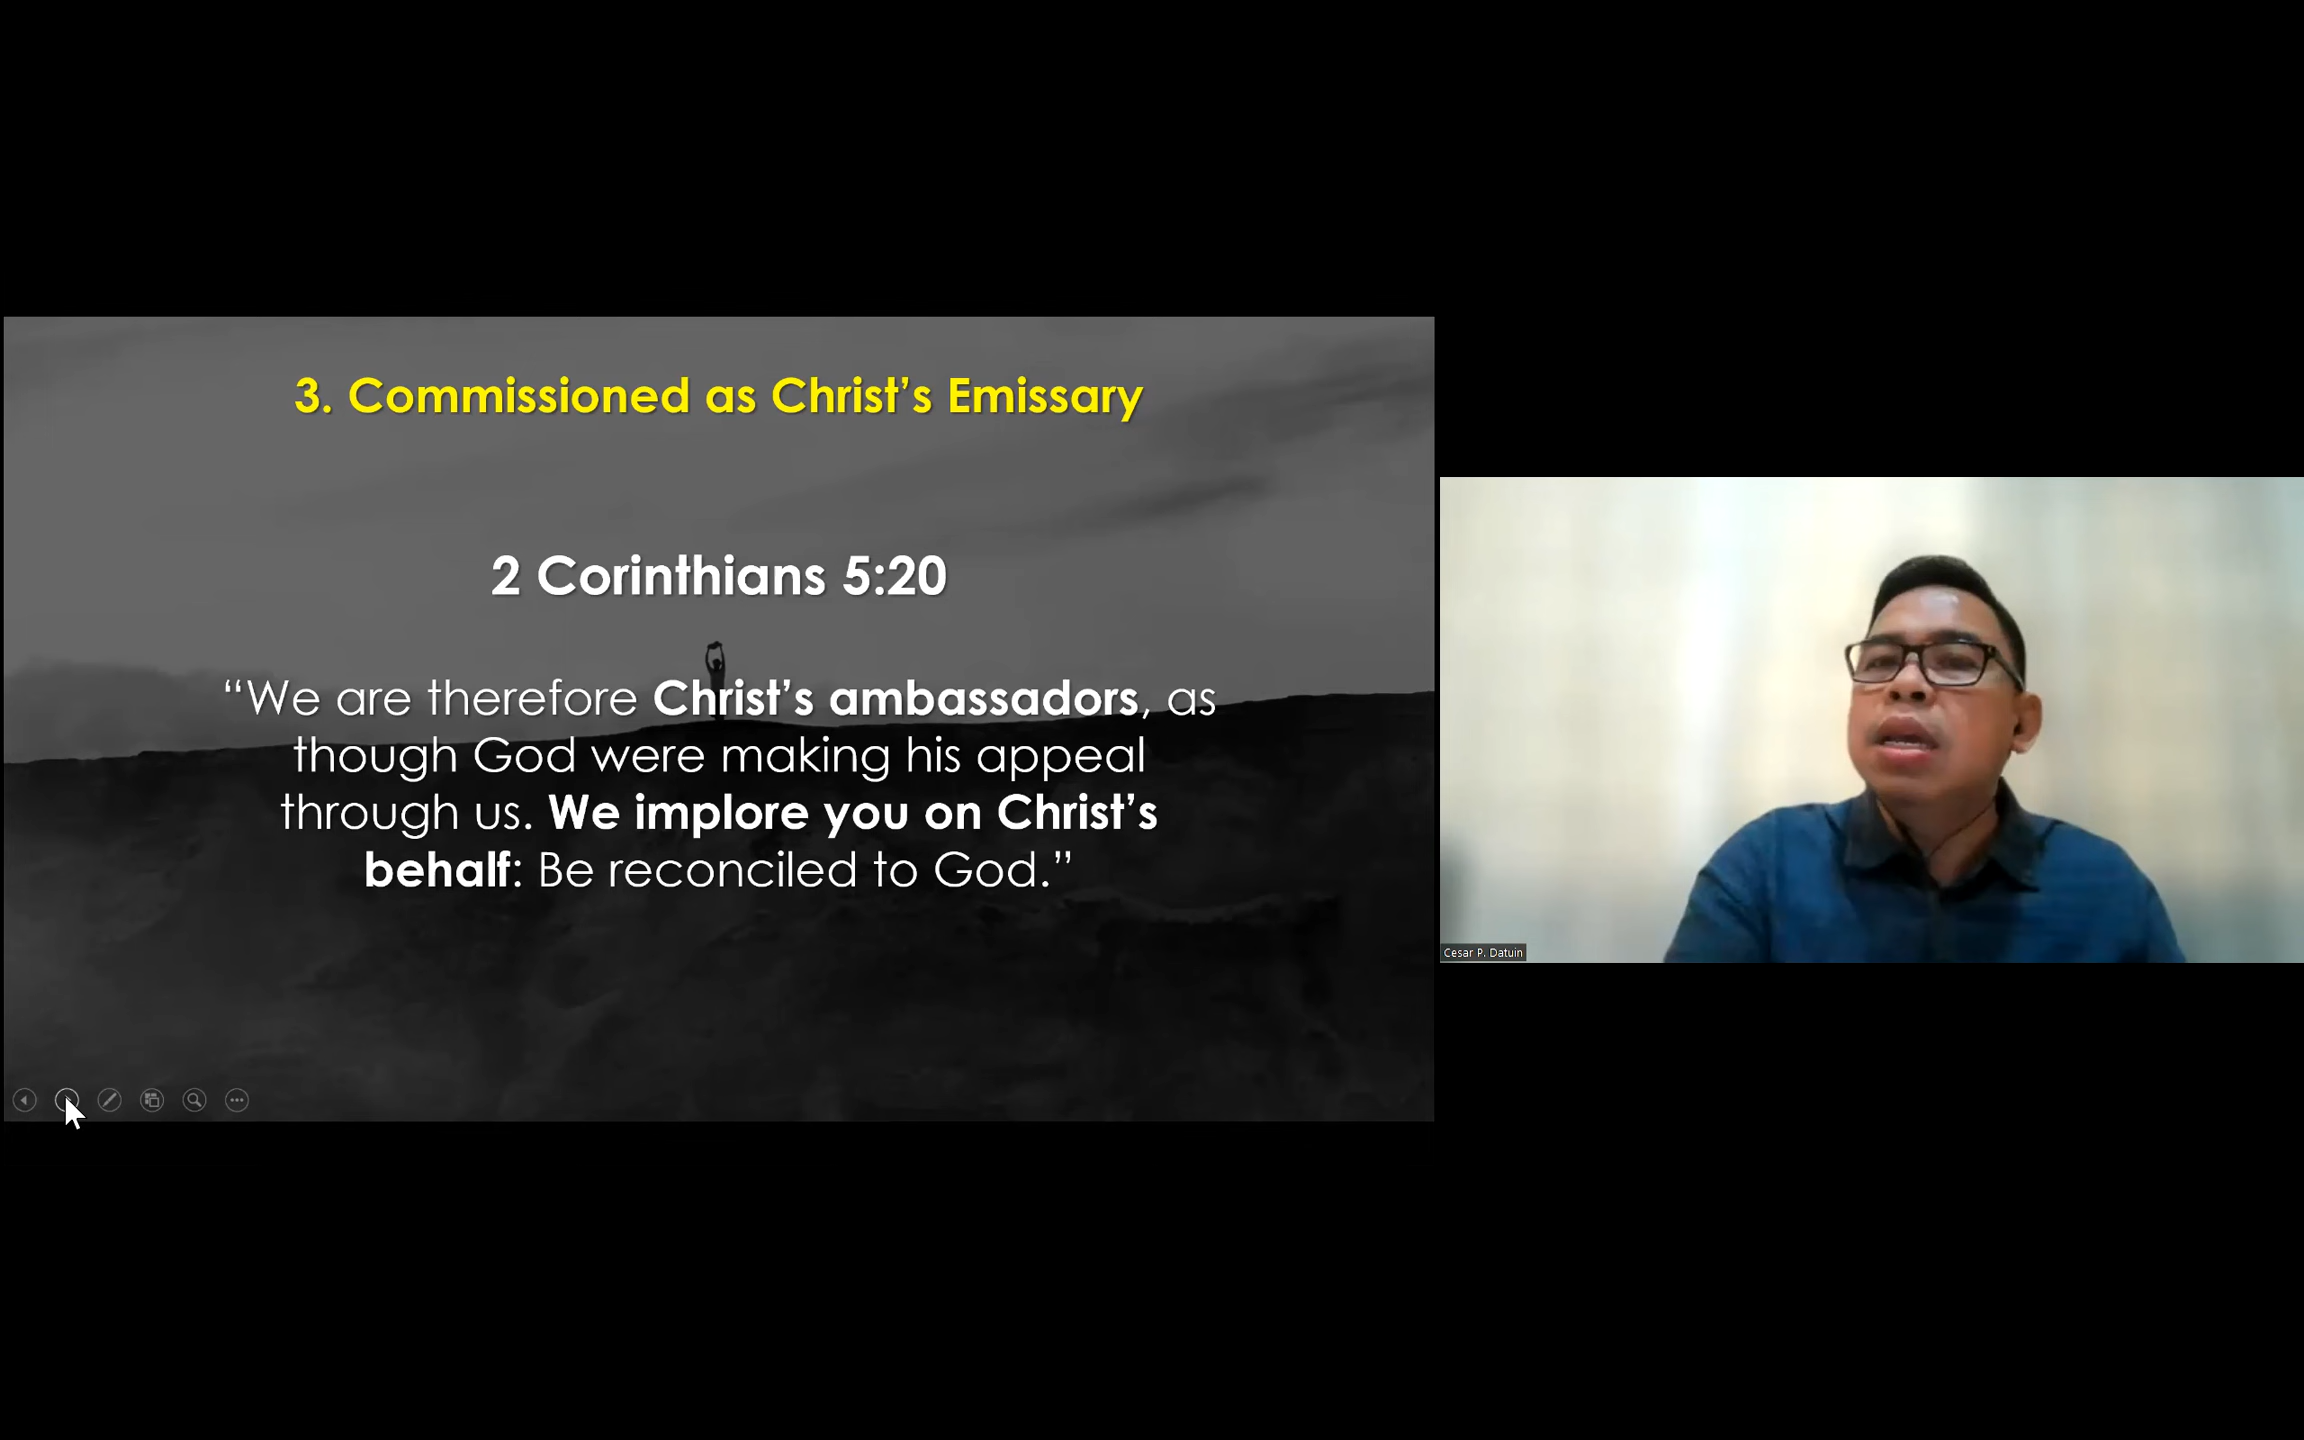 3. Commissioned as Christ’s Emissary
2 Corinthians 5:20
“We are therefore Christ’s ambassadors, as
though God were making his appeal
through us. We implore you on Christ’s
behalf: Be reconciled to God.”
Cesar P. Datuin